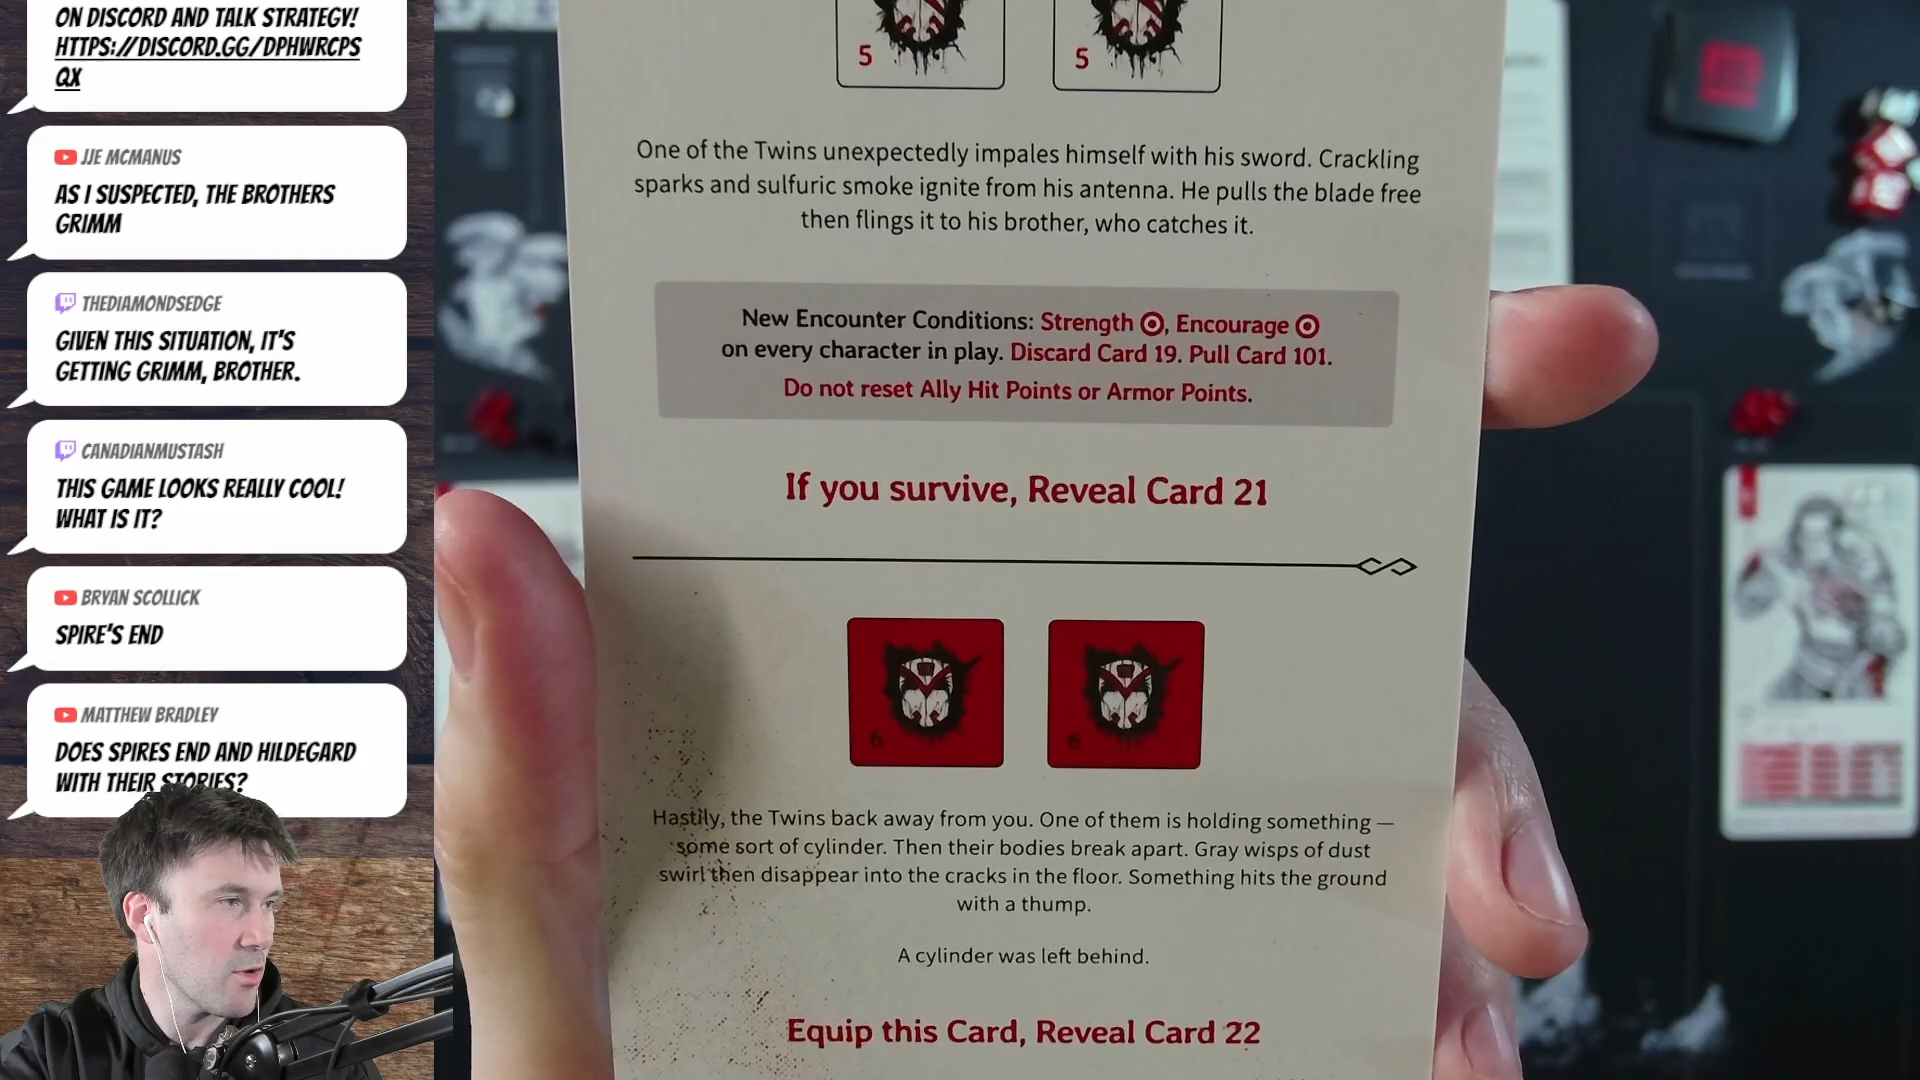 ON DISCORD AND TALK STRATEGY!
HTTPS://DISCORD.GG/DPHWRCPS
QX
JJE MCMANUS
AS I SUSPECTED, THE BROTHERS
GRIMM
THEDIAMONDSEDGE
GIVEN THIS SITUATION, IT'S
GETTING GRIMM, BROTHER.
CANADIANMUSTASH
THIS GAME LOOKS REALLY COOL!
WHAT IS IT?
BRYAN SCOLLICK
SPIRE'S END
MATTHEW BRADLEY
DOES SPIRES END AND HILDEGARD
WITH THEIR STORIES?
5 5
One of the Twins unexpectedly impales himself with his sword. Crackling
sparks and sulfuric smoke ignite from his antenna. He pulls the blade free
then flings it to his brother, who catches it.
New Encounter Conditions: Strength, Encourage
on every character in play. Discard Card 19. Pull Card 101.
Do not reset Ally Hit Points or Armor Points.
If you survive, Reveal Card 21
6 6
Hastily, the Twins back away from you. One of them is holding something —
some sort of cylinder. Then their bodies break apart. Gray wisps of dust
swirl then disappear into the cracks in the floor. Something hits the ground
with a thump.
A cylinder was left behind.
Equip this Card, Reveal Card 22